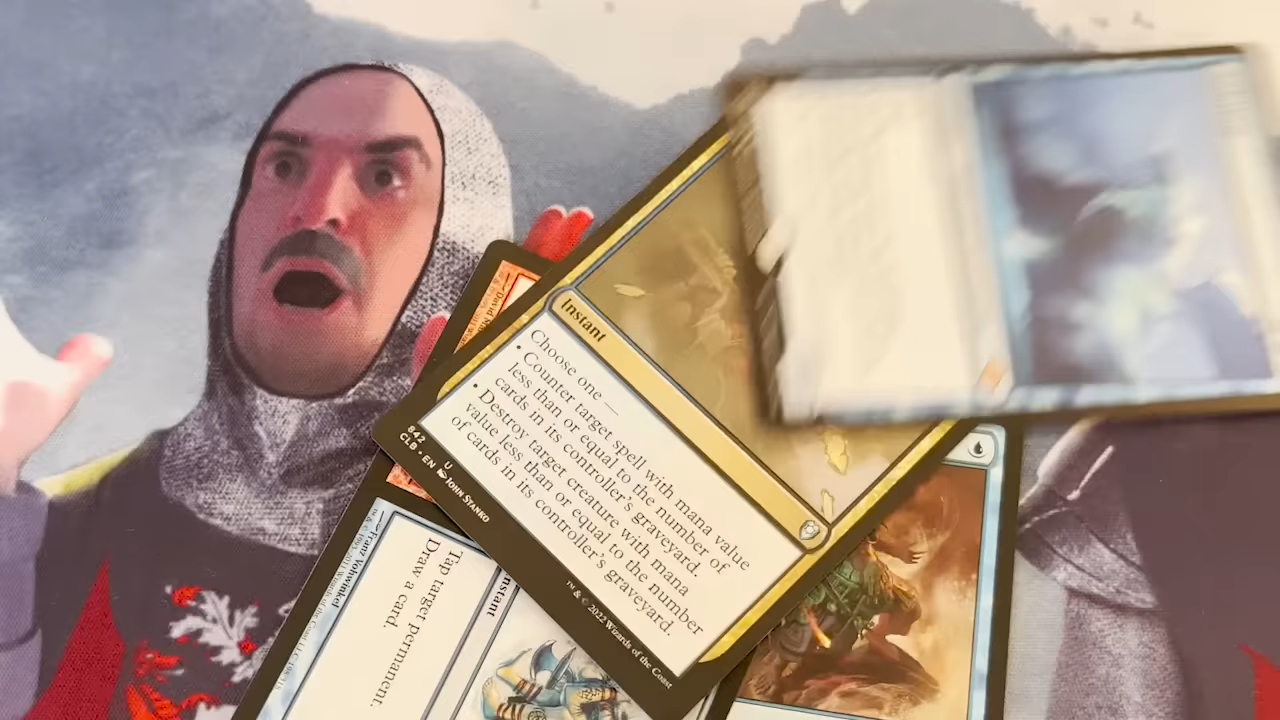 Instant
Choose one—
• Counter target spell with mana value
less than or equal to the number of
cards in its controller's graveyard.
• Destroy target creature with mana
value less than or equal to the number
of cards in its controller's graveyard.
842 U
CLB • EN JOHN STANKO
™ & © 2022 Wizards of the Coast
Tap target permanent.
Draw a card.
Franz Vohwinkel